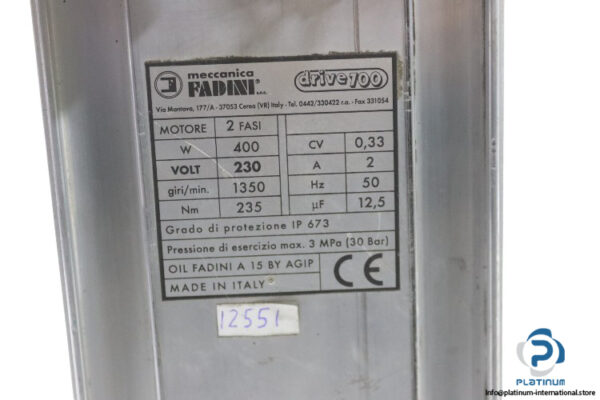 meccanica
FADINI s.n.c.
drive700
Via Mantova, 177/A - 37053 Cerea (VR) Italy - Tel. 0442/330422 r.a. - Fax 331054
MOTORE 2 FASI
W 400 CV 0,33
VOLT 230 A 2
giri/min. 1350 Hz 50
Nm 235 µF 12,5
Grado di protezione IP 673
Pressione di esercizio max. 3 MPa (30 Bar)
OIL FADINI A 15 BY AGIP
MADE IN ITALY
CE
12551
PLATINUM
INTERNATIONAL
Info@platinum-international.store